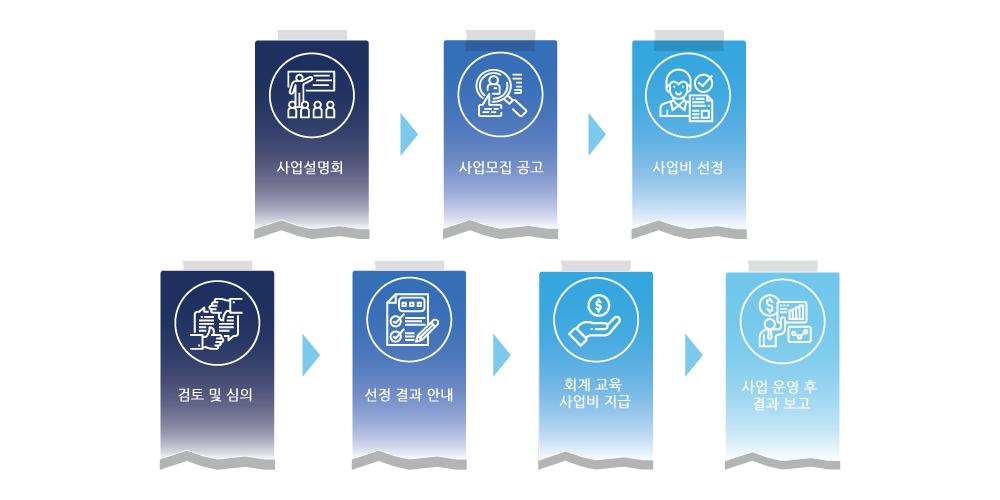 사업설명회
사업모집 공고
사업비 선정
검토 및 심의
선정 결과 안내
회계 교육
사업비 지급
사업 운영 후
결과 보고